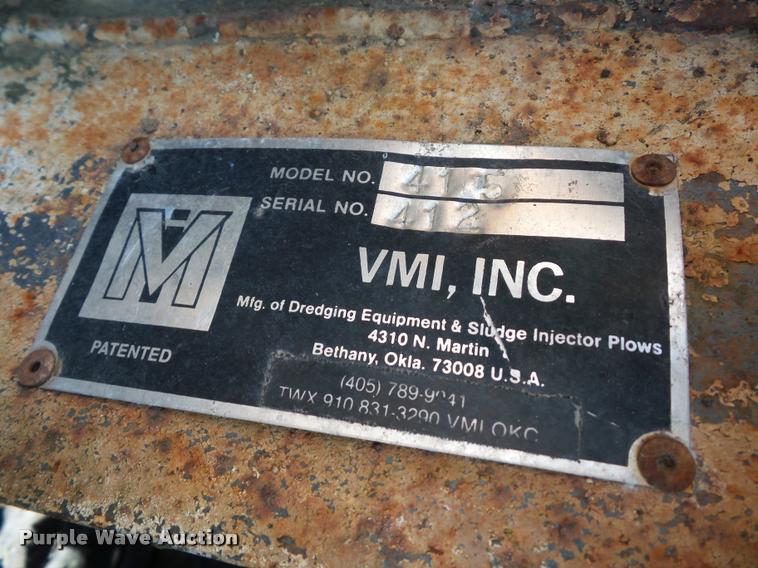 MODEL NO. 415
SERIAL NO. 412
VMI
VMI, INC.
Mfg. of Dredging Equipment & Sludge Injector Plows
4310 N. Martin
Bethany, Okla. 73008 U.S.A.
PATENTED
(405) 789-
TWX 910 831-3290 VMI OKC
Purple Wave Auction